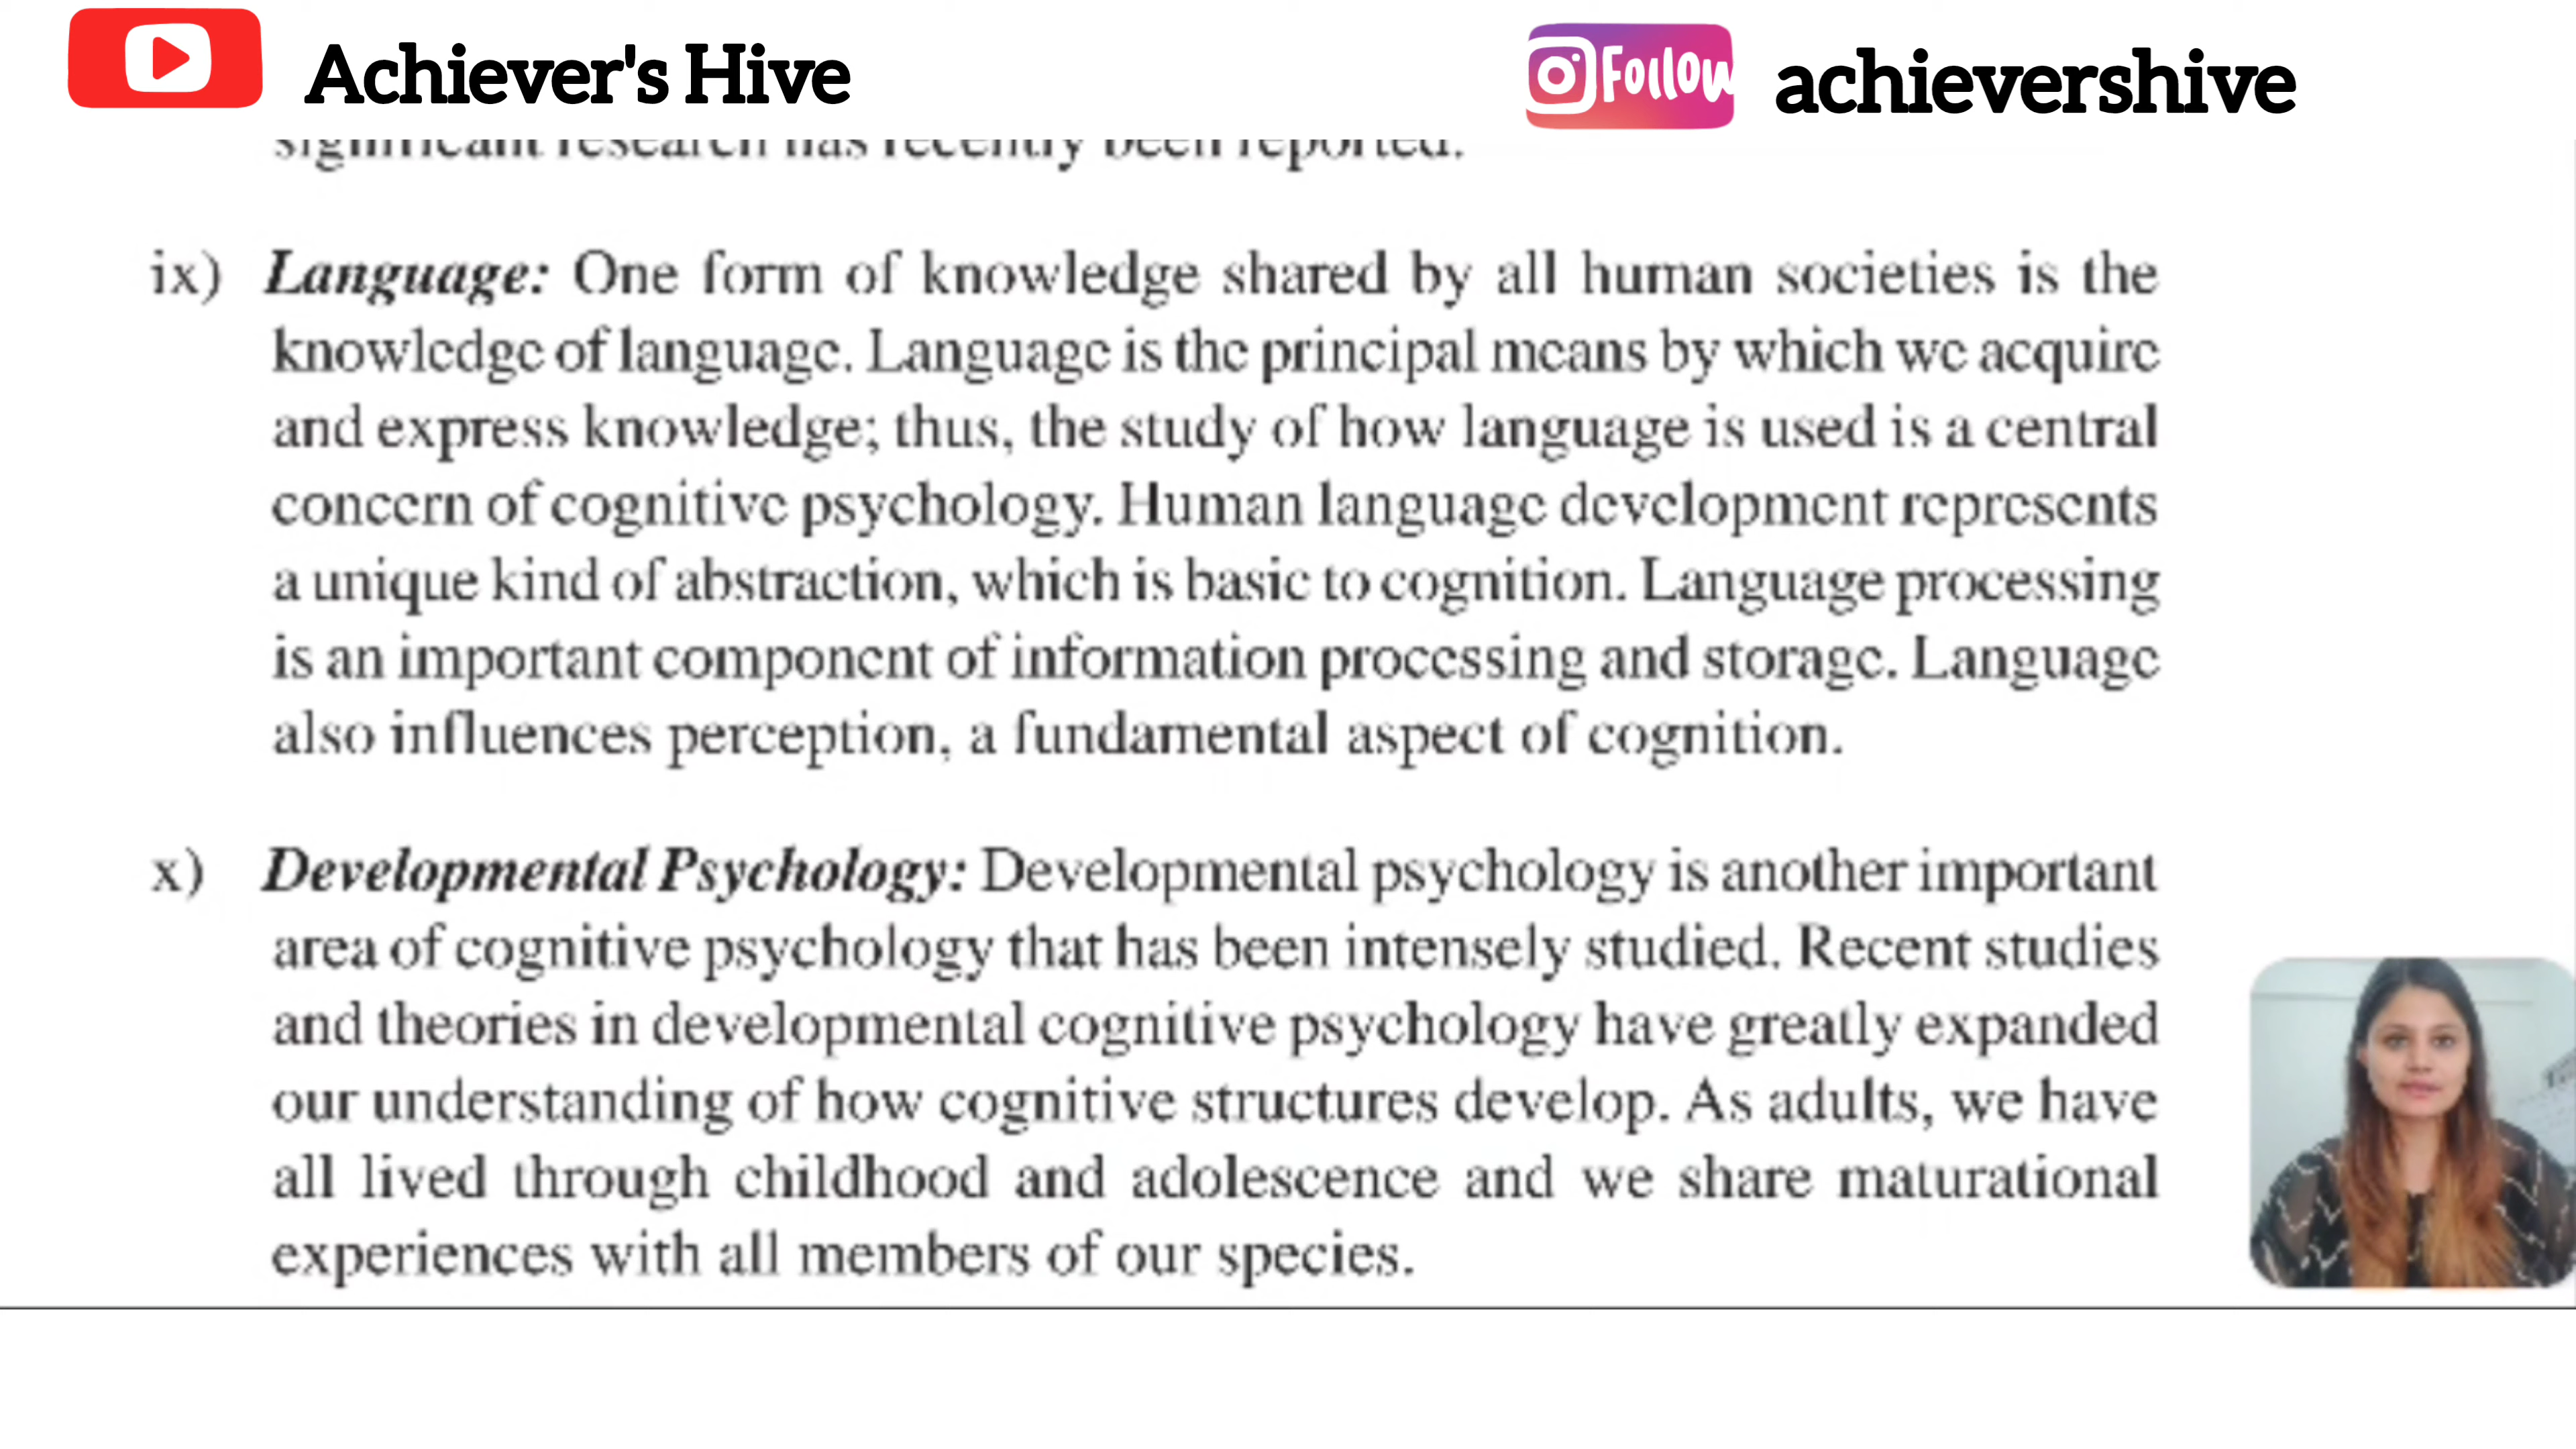 Achiever's Hive
Follow achievershive
significant research has recently been reported.
ix) Language: One form of knowledge shared by all human societies is the
knowledge of language. Language is the principal means by which we acquire
and express knowledge; thus, the study of how language is used is a central
concern of cognitive psychology. Human language development represents
a unique kind of abstraction, which is basic to cognition. Language processing
is an important component of information processing and storage. Language
also influences perception, a fundamental aspect of cognition.
x) Developmental Psychology: Developmental psychology is another important
area of cognitive psychology that has been intensely studied. Recent studies
and theories in developmental cognitive psychology have greatly expanded
our understanding of how cognitive structures develop. As adults, we have
all lived through childhood and adolescence and we share maturational
experiences with all members of our species.